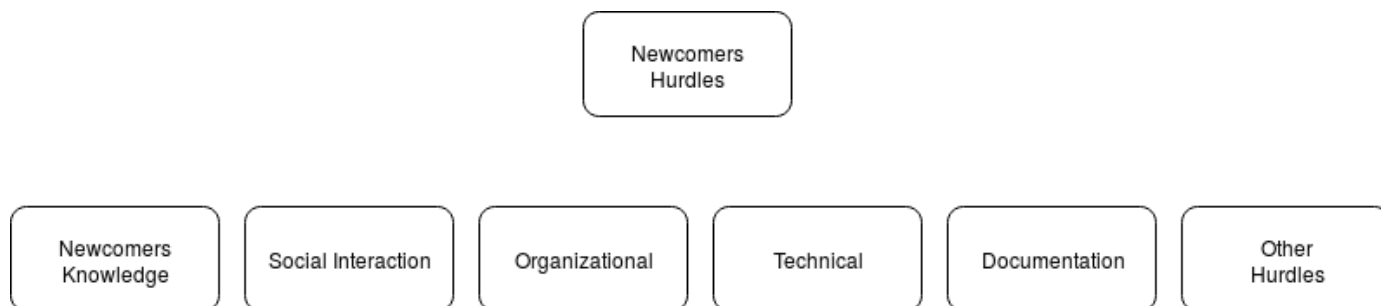 Newcomers
Hurdles
Newcomers
Knowledge
Social Interaction
Organizational
Technical
Documentation
Other
Hurdles